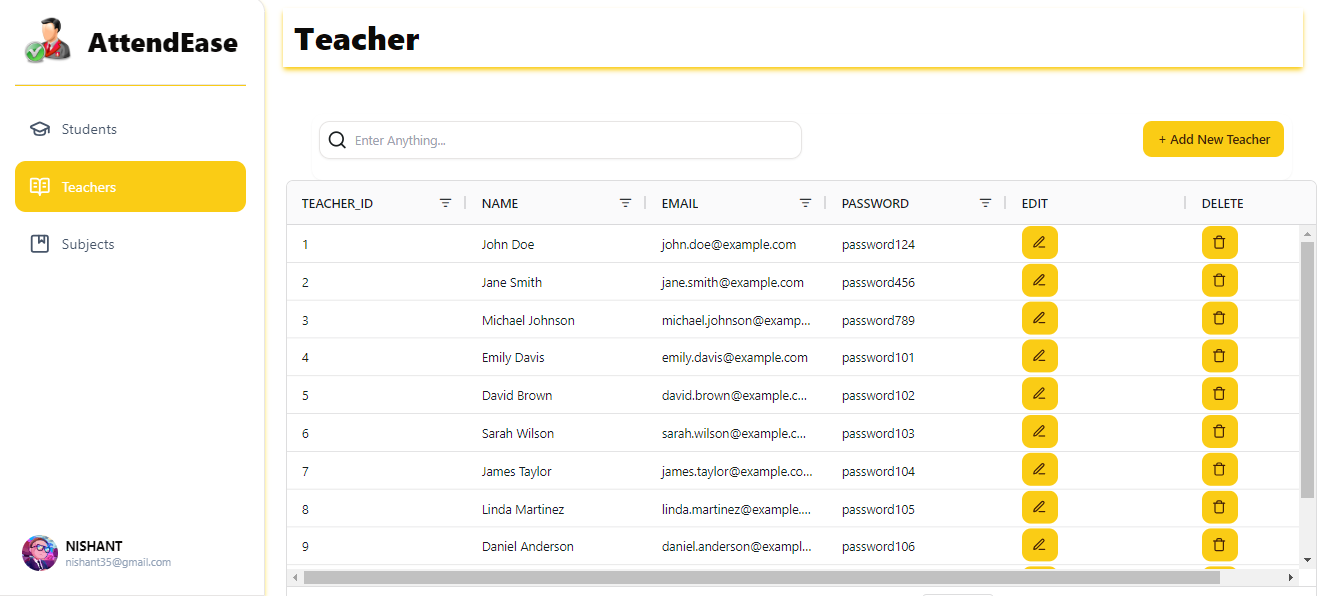 AttendEase
Students
Teachers
Subjects
NISHANT
nishant35@gmail.com
Teacher
Enter Anything...
+ Add New Teacher
TEACHER_ID NAME EMAIL PASSWORD EDIT DELETE
1 John Doe john.doe@example.com password124
2 Jane Smith jane.smith@example.com password456
3 Michael Johnson michael.johnson@examp... password789
4 Emily Davis emily.davis@example.com password101
5 David Brown david.brown@example.c... password102
6 Sarah Wilson sarah.wilson@example.c... password103
7 James Taylor james.taylor@example.co... password104
8 Linda Martinez linda.martinez@example.... password105
9 Daniel Anderson daniel.anderson@exampl... password106